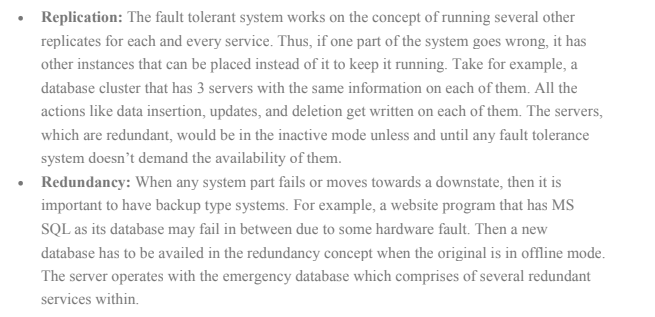 • Replication: The fault tolerant system works on the concept of running several other
replicates for each and every service. Thus, if one part of the system goes wrong, it has
other instances that can be placed instead of it to keep it running. Take for example, a
database cluster that has 3 servers with the same information on each of them. All the
actions like data insertion, updates, and deletion get written on each of them. The servers,
which are redundant, would be in the inactive mode unless and until any fault tolerance
system doesn’t demand the availability of them.
• Redundancy: When any system part fails or moves towards a downstate, then it is
important to have backup type systems. For example, a website program that has MS
SQL as its database may fail in between due to some hardware fault. Then a new
database has to be availed in the redundancy concept when the original is in offline mode.
The server operates with the emergency database which comprises of several redundant
services within.